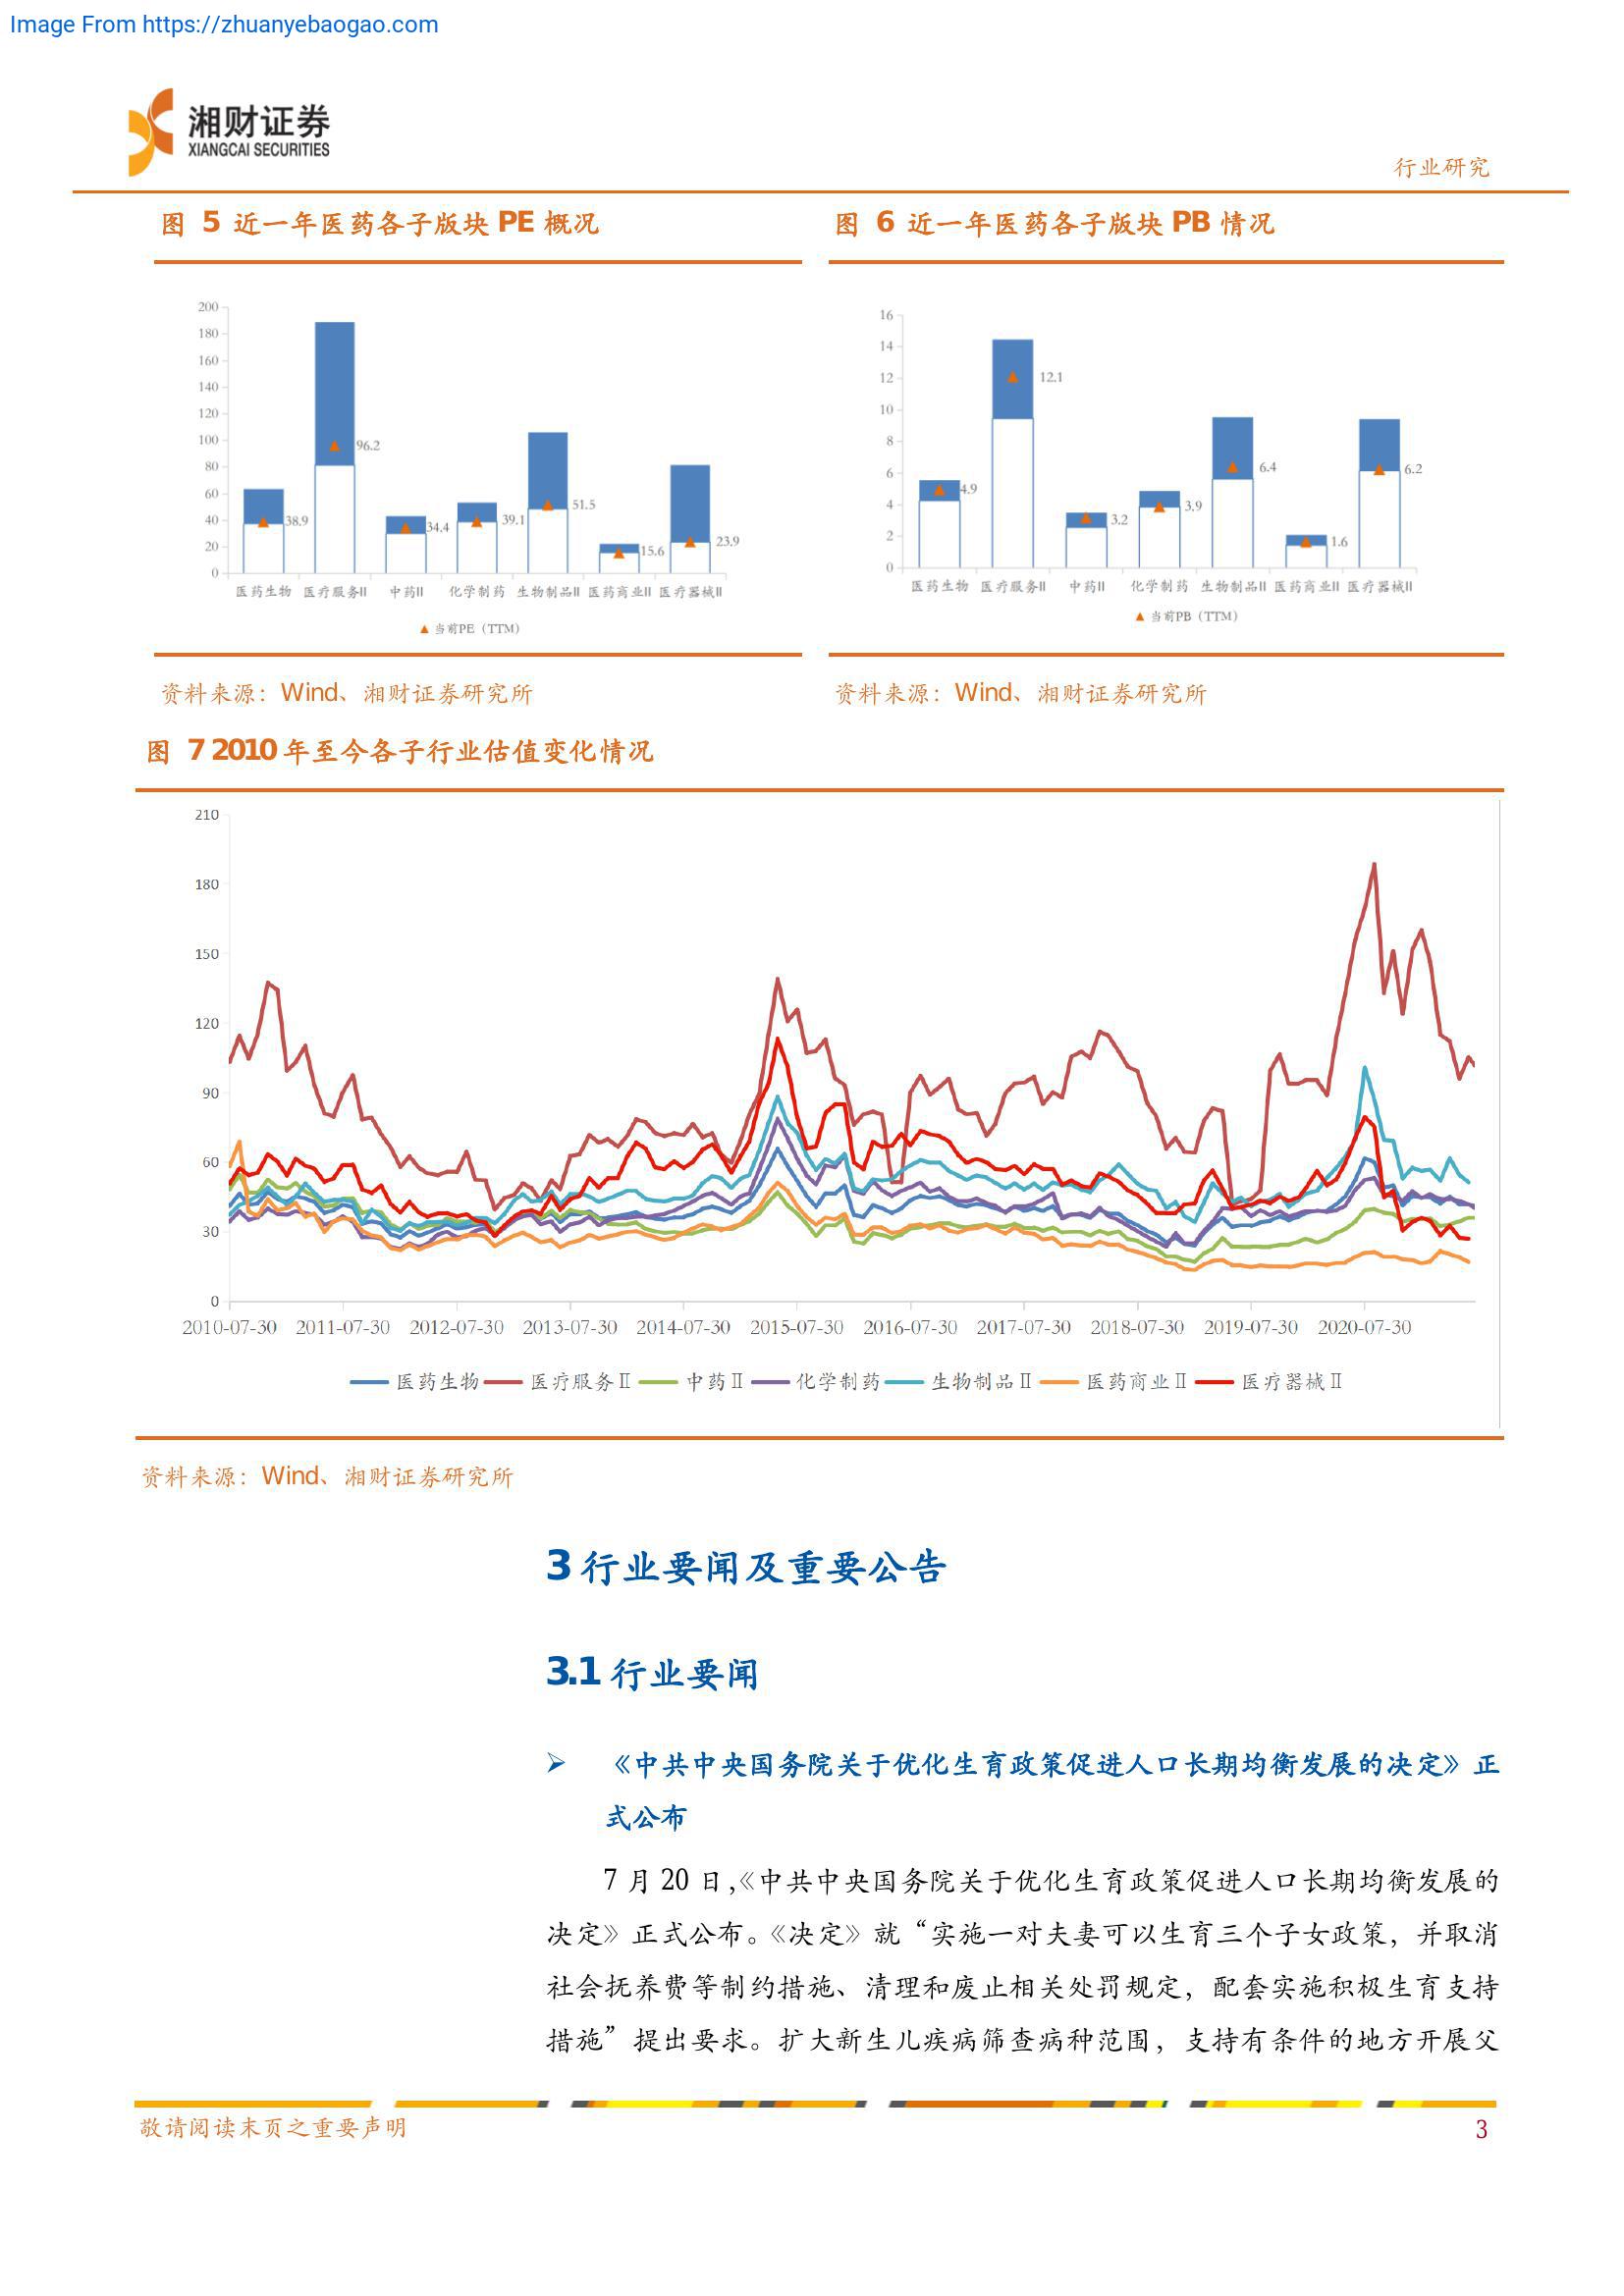 Image From https://zhuanyebaogao.com
湘财证券
XIANGCAI SECURITIES
行业研究
图 5 近一年医药各子版块 PE 概况
200
180
160
140
120
100
80
60
40
20
0
38.9
96.2
34.4
39.1
51.5
15.6
23.9
医药生物 医疗服务II 中药II 化学制药 生物制品II 医药商业II 医疗器械II
▲ 当前PE（TTM）
资料来源：Wind、湘财证券研究所
图 6 近一年医药各子版块 PB 情况
16
14
12
10
8
6
4
2
0
4.9
12.1
3.2
3.9
6.4
1.6
6.2
医药生物 医疗服务II 中药II 化学制药 生物制品II 医药商业II 医疗器械II
▲ 当前PB（TTM）
资料来源：Wind、湘财证券研究所
图 7 2010 年至今各子行业估值变化情况
210
180
150
120
90
60
30
0
2010-07-30 2011-07-30 2012-07-30 2013-07-30 2014-07-30 2015-07-30 2016-07-30 2017-07-30 2018-07-30 2019-07-30 2020-07-30
医药生物 医疗服务II 中药II 化学制药 生物制品II 医药商业II 医疗器械II
资料来源：Wind、湘财证券研究所
3 行业要闻及重要公告
3.1 行业要闻
➢ 《中共中央国务院关于优化生育政策促进人口长期均衡发展的决定》正
式公布
7 月 20 日,《中共中央国务院关于优化生育政策促进人口长期均衡发展的
决定》正式公布。《决定》就“实施一对夫妻可以生育三个子女政策，并取消
社会抚养费等制约措施、清理和废止相关处罚规定，配套实施积极生育支持
措施”提出要求。扩大新生儿疾病筛查病种范围，支持有条件的地方开展父
敬请阅读末页之重要声明
3